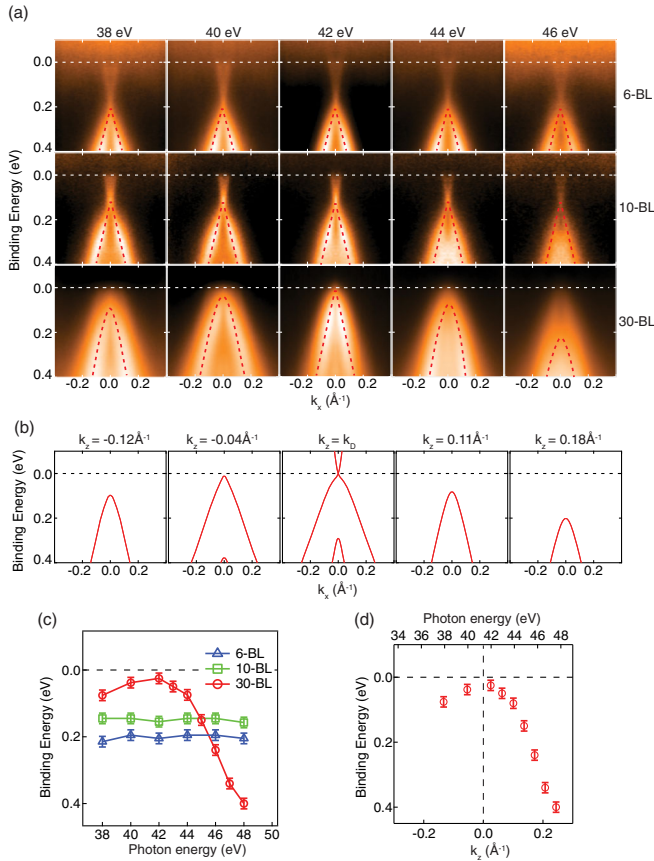 (a)
38 eV 40 eV 42 eV 44 eV 46 eV
0.0
0.2
0.4
6-BL
0.0
0.2
0.4
10-BL
0.0
0.2
0.4
30-BL
Binding Energy (eV)
-0.2 0.0 0.2 -0.2 0.0 0.2 -0.2 0.0 0.2 -0.2 0.0 0.2 -0.2 0.0 0.2
kx (Å-1)
(b)
kz = -0.12Å-1 kz = -0.04Å-1 kz = kD kz = 0.11Å-1 kz = 0.18Å-1
0.0
0.2
0.4
Binding Energy (eV)
-0.2 0.0 0.2 -0.2 0.0 0.2 -0.2 0.0 0.2 -0.2 0.0 0.2 -0.2 0.0 0.2
kx (Å-1)
(c)
6-BL
10-BL
30-BL
0.0
0.2
0.4
Binding Energy (eV)
38 40 42 44 46 48 50
Photon energy (eV)
(d)
Photon energy (eV)
34 36 38 40 42 44 46 48
0.0
0.1
0.2
0.3
0.4
Binding Energy (eV)
-0.2 0.0 0.2
kz (Å-1)